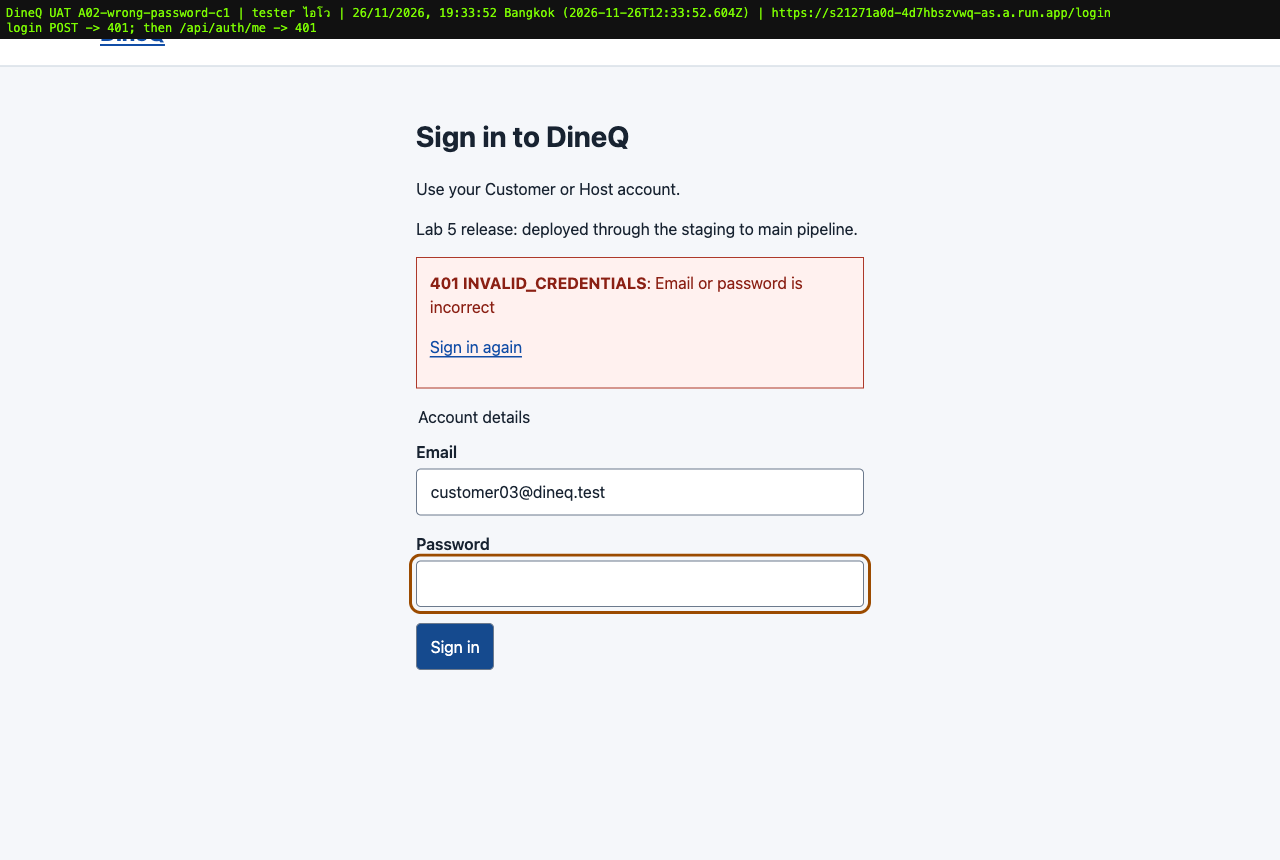 DineQ UAT A02-wrong-password-c1 | tester ไอโว | 26/11/2026, 19:33:52 Bangkok (2026-11-26T12:33:52.604Z) | https://s21271a0d-4d7hbszvwq-as.a.run.app/login
login POST -> 401; then /api/auth/me -> 401
DineQ
Sign in to DineQ
Use your Customer or Host account.
Lab 5 release: deployed through the staging to main pipeline.
401 INVALID_CREDENTIALS: Email or password is
incorrect
Sign in again
Account details
Email
customer03@dineq.test
Password
Sign in